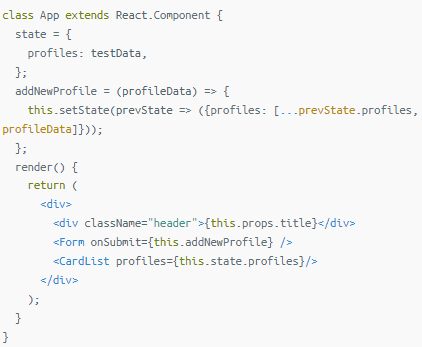 class App extends React.Component {
  state = {
    profiles: testData,
  };
  addNewProfile = (profileData) => {
    this.setState(prevState => ({profiles: [...prevState.profiles,
profileData]}));
  };
  render() {
    return (
      <div>
        <div className="header">{this.props.title}</div>
        <Form onSubmit={this.addNewProfile} />
        <CardList profiles={this.state.profiles}/>
      </div>
    );
  }
}